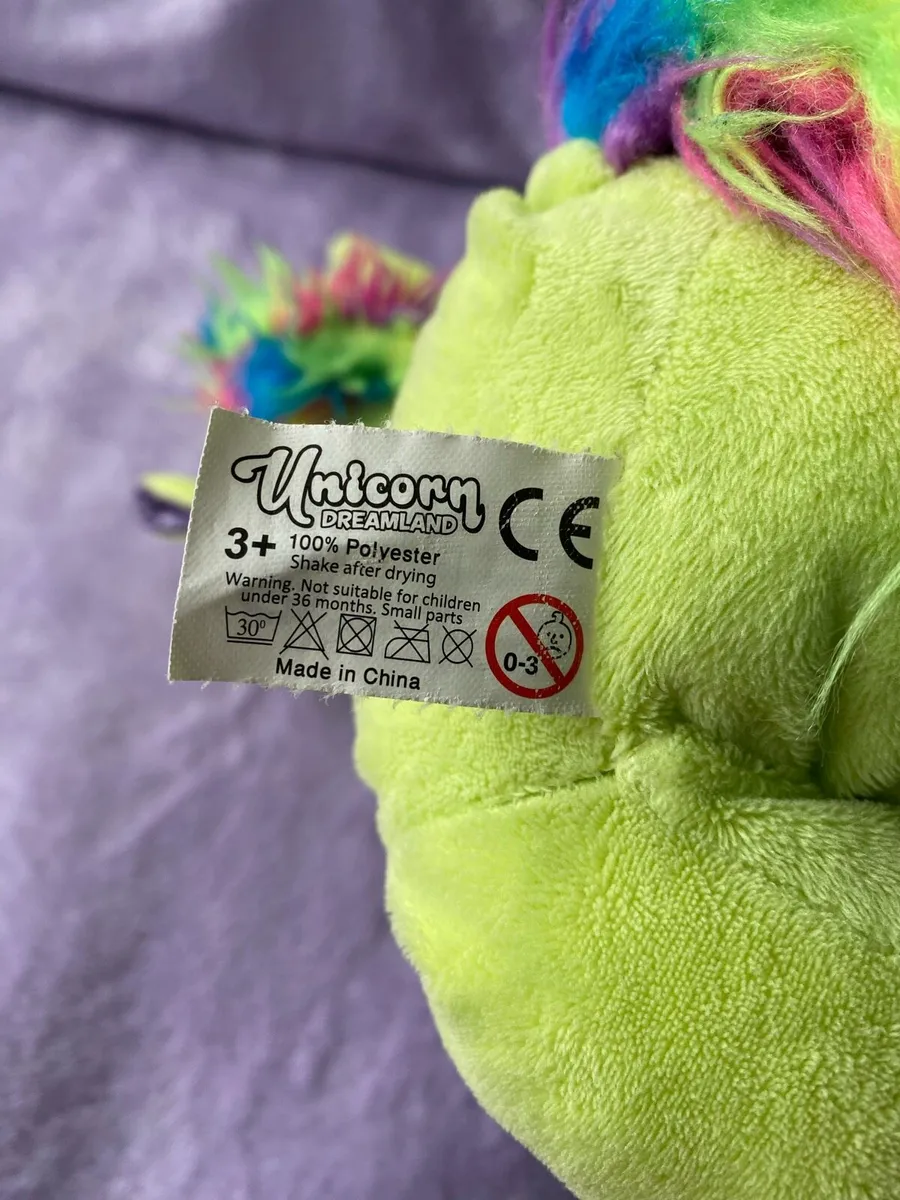 Unicorn
DREAMLAND
CE
3+
100% Polyester
Shake after drying
Warning. Not suitable for children
under 36 months. Small parts
30°
0-3
Made in China